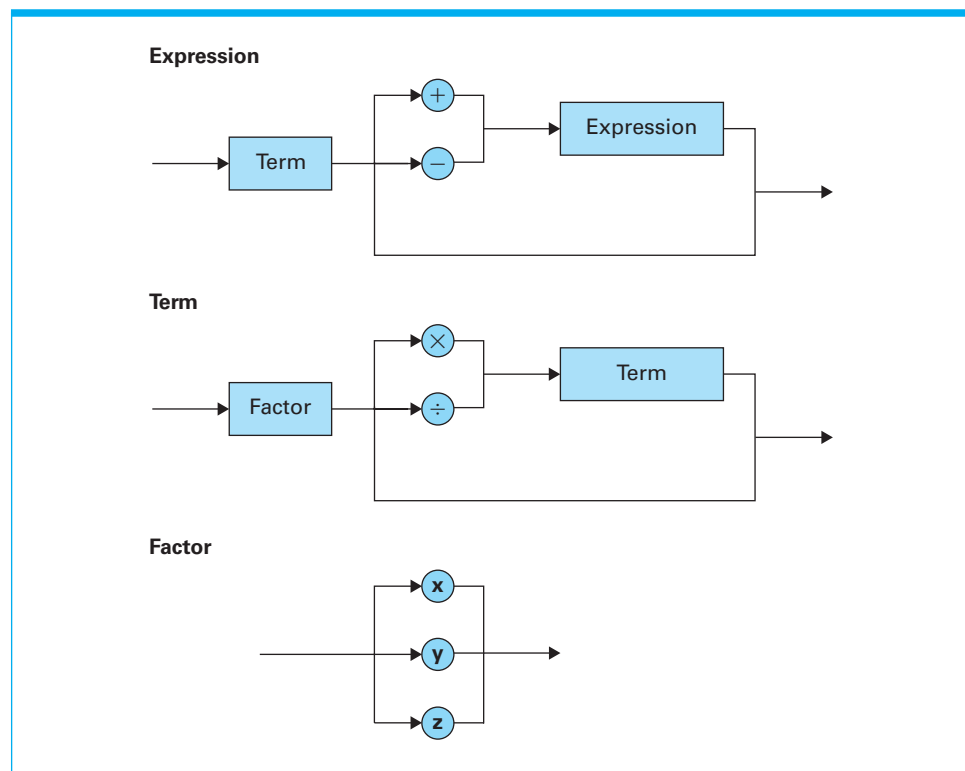 Expression
+
Term
−
Expression
Term
×
Factor
÷
Term
Factor
x
y
z